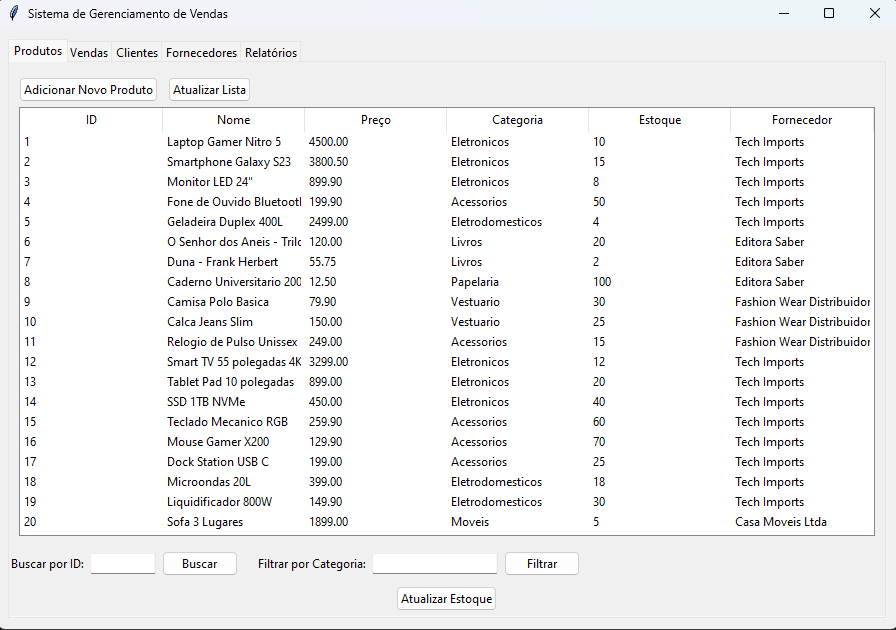 Sistema de Gerenciamento de Vendas
Produtos Vendas Clientes Fornecedores Relatórios
Adicionar Novo Produto Atualizar Lista
ID Nome Preço Categoria Estoque Fornecedor
1 Laptop Gamer Nitro 5 4500.00 Eletronicos 10 Tech Imports
2 Smartphone Galaxy S23 3800.50 Eletronicos 15 Tech Imports
3 Monitor LED 24" 899.90 Eletronicos 8 Tech Imports
4 Fone de Ouvido Bluetooth 199.90 Acessorios 50 Tech Imports
5 Geladeira Duplex 400L 2499.00 Eletrodomesticos 4 Tech Imports
6 O Senhor dos Aneis - Trilo 120.00 Livros 20 Editora Saber
7 Duna - Frank Herbert 55.75 Livros 2 Editora Saber
8 Caderno Universitario 200 12.50 Papelaria 100 Editora Saber
9 Camisa Polo Basica 79.90 Vestuario 30 Fashion Wear Distribuidor
10 Calca Jeans Slim 150.00 Vestuario 25 Fashion Wear Distribuidor
11 Relogio de Pulso Unissex 249.00 Acessorios 15 Fashion Wear Distribuidor
12 Smart TV 55 polegadas 4K 3299.00 Eletronicos 12 Tech Imports
13 Tablet Pad 10 polegadas 899.00 Eletronicos 20 Tech Imports
14 SSD 1TB NVMe 450.00 Eletronicos 40 Tech Imports
15 Teclado Mecanico RGB 259.90 Acessorios 60 Tech Imports
16 Mouse Gamer X200 129.90 Acessorios 70 Tech Imports
17 Dock Station USB C 199.00 Acessorios 25 Tech Imports
18 Microondas 20L 399.00 Eletrodomesticos 18 Tech Imports
19 Liquidificador 800W 149.90 Eletrodomesticos 30 Tech Imports
20 Sofa 3 Lugares 1899.00 Moveis 5 Casa Moveis Ltda
Buscar por ID: Buscar Filtrar por Categoria: Filtrar
Atualizar Estoque